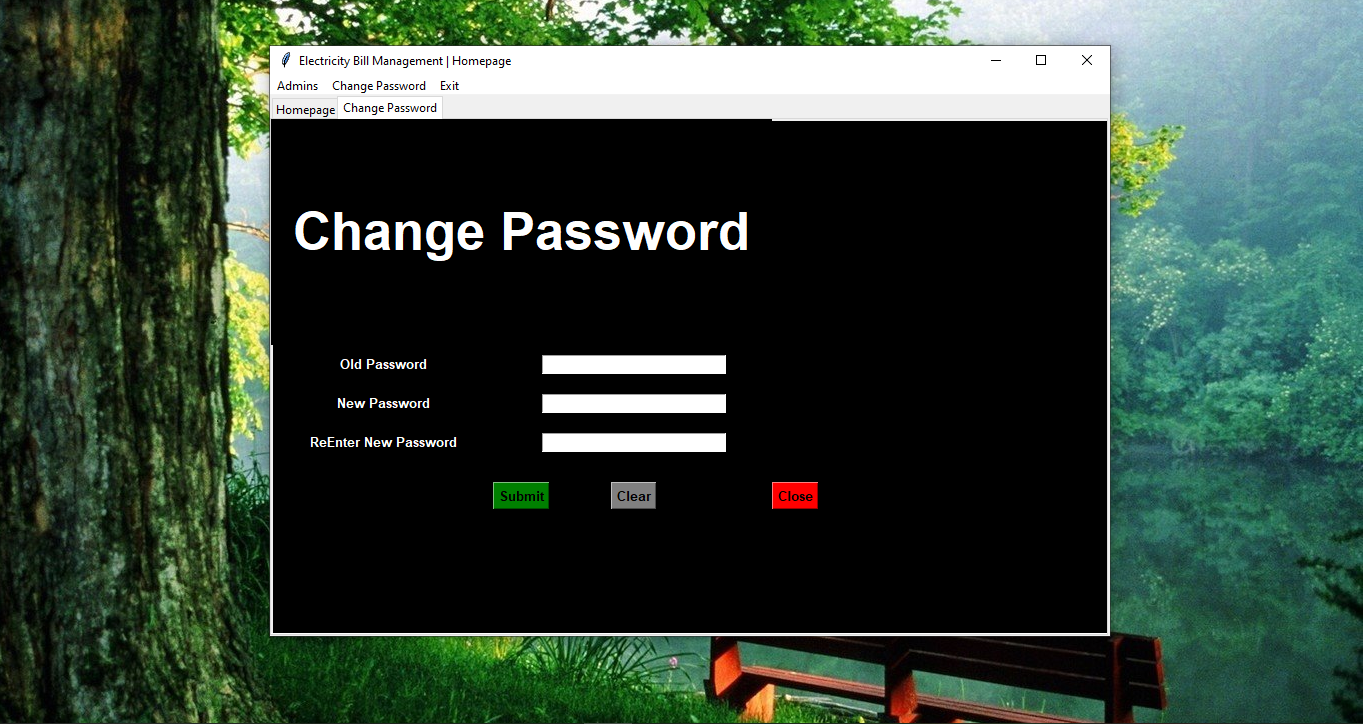 Electricity Bill Management | Homepage
Admins Change Password Exit
Homepage Change Password
Change Password
Old Password
New Password
ReEnter New Password
Submit Clear Close